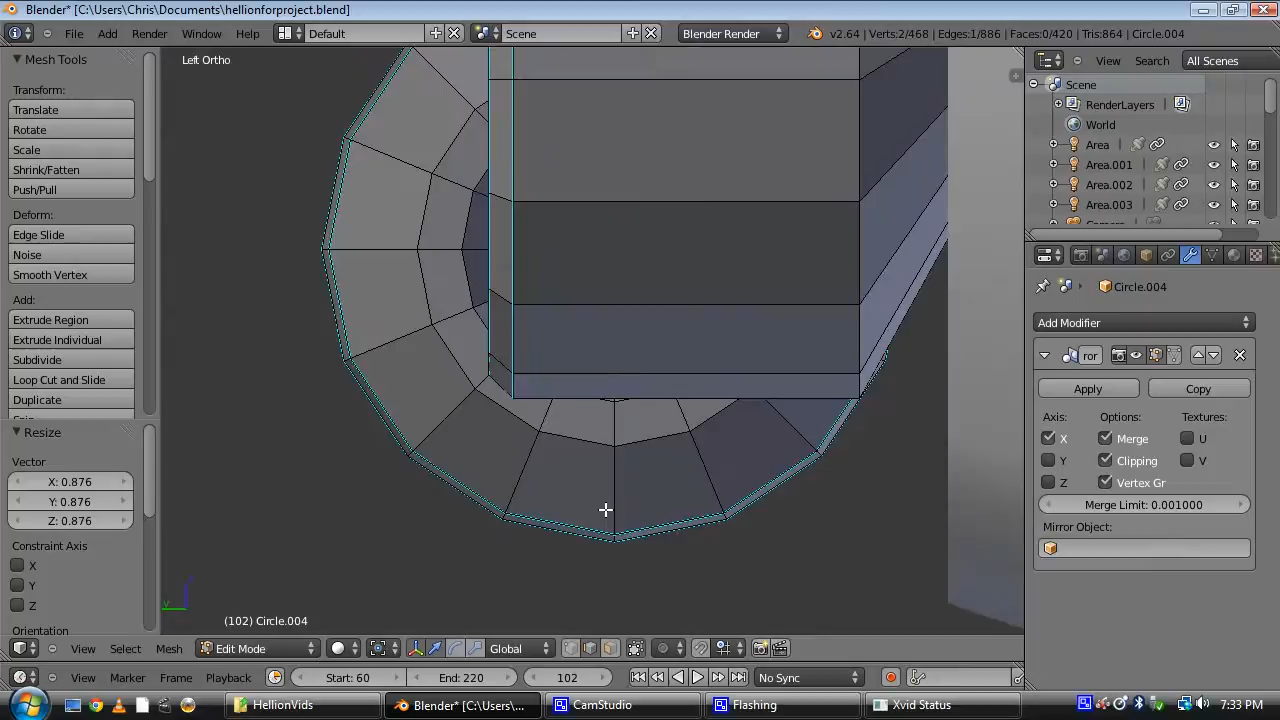 Blender* [C:\Users\Chris\Documents\hellionforproject.blend]
File Add Render Window Help Default Scene Blender Render v2.64 | Verts:2/468 | Edges:1/886 | Faces:0/420 | Tris:864 | Circle.004
Mesh Tools
Transform:
Translate
Rotate
Scale
Shrink/Fatten
Push/Pull
Deform:
Edge Slide
Noise
Smooth Vertex
Add:
Extrude Region
Extrude Individual
Subdivide
Loop Cut and Slide
Duplicate
Resize
Vector
X: 0.876
Y: 0.876
Z: 0.876
Constraint Axis
X
Y
Z
Orientation
Left Ortho
(102) Circle.004
View Search All Scenes
Scene
RenderLayers
World
Area
Area.001
Area.002
Area.003
Circle.004
Add Modifier
ror
Apply Copy
Axis: Options: Textures:
X Merge U
Y Clipping V
Z Vertex Gr
Merge Limit: 0.001000
Mirror Object:
View Select Mesh Edit Mode Global
View Marker Frame Playback Start: 60 End: 220 102 No Sync
HellionVids Blender* [C:\Users\Chris\... CamStudio Flashing Xvid Status 7:33 PM